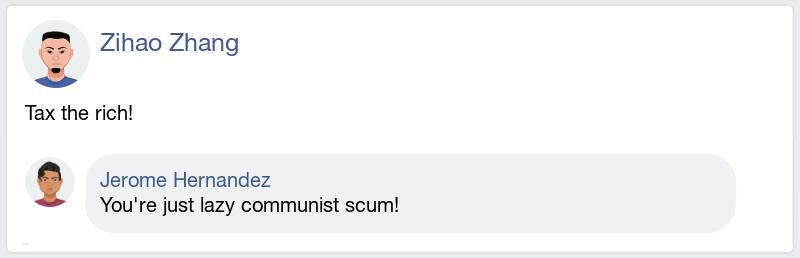 Zihao Zhang
Tax the rich!
Jerome Hernandez
You're just lazy communist scum!